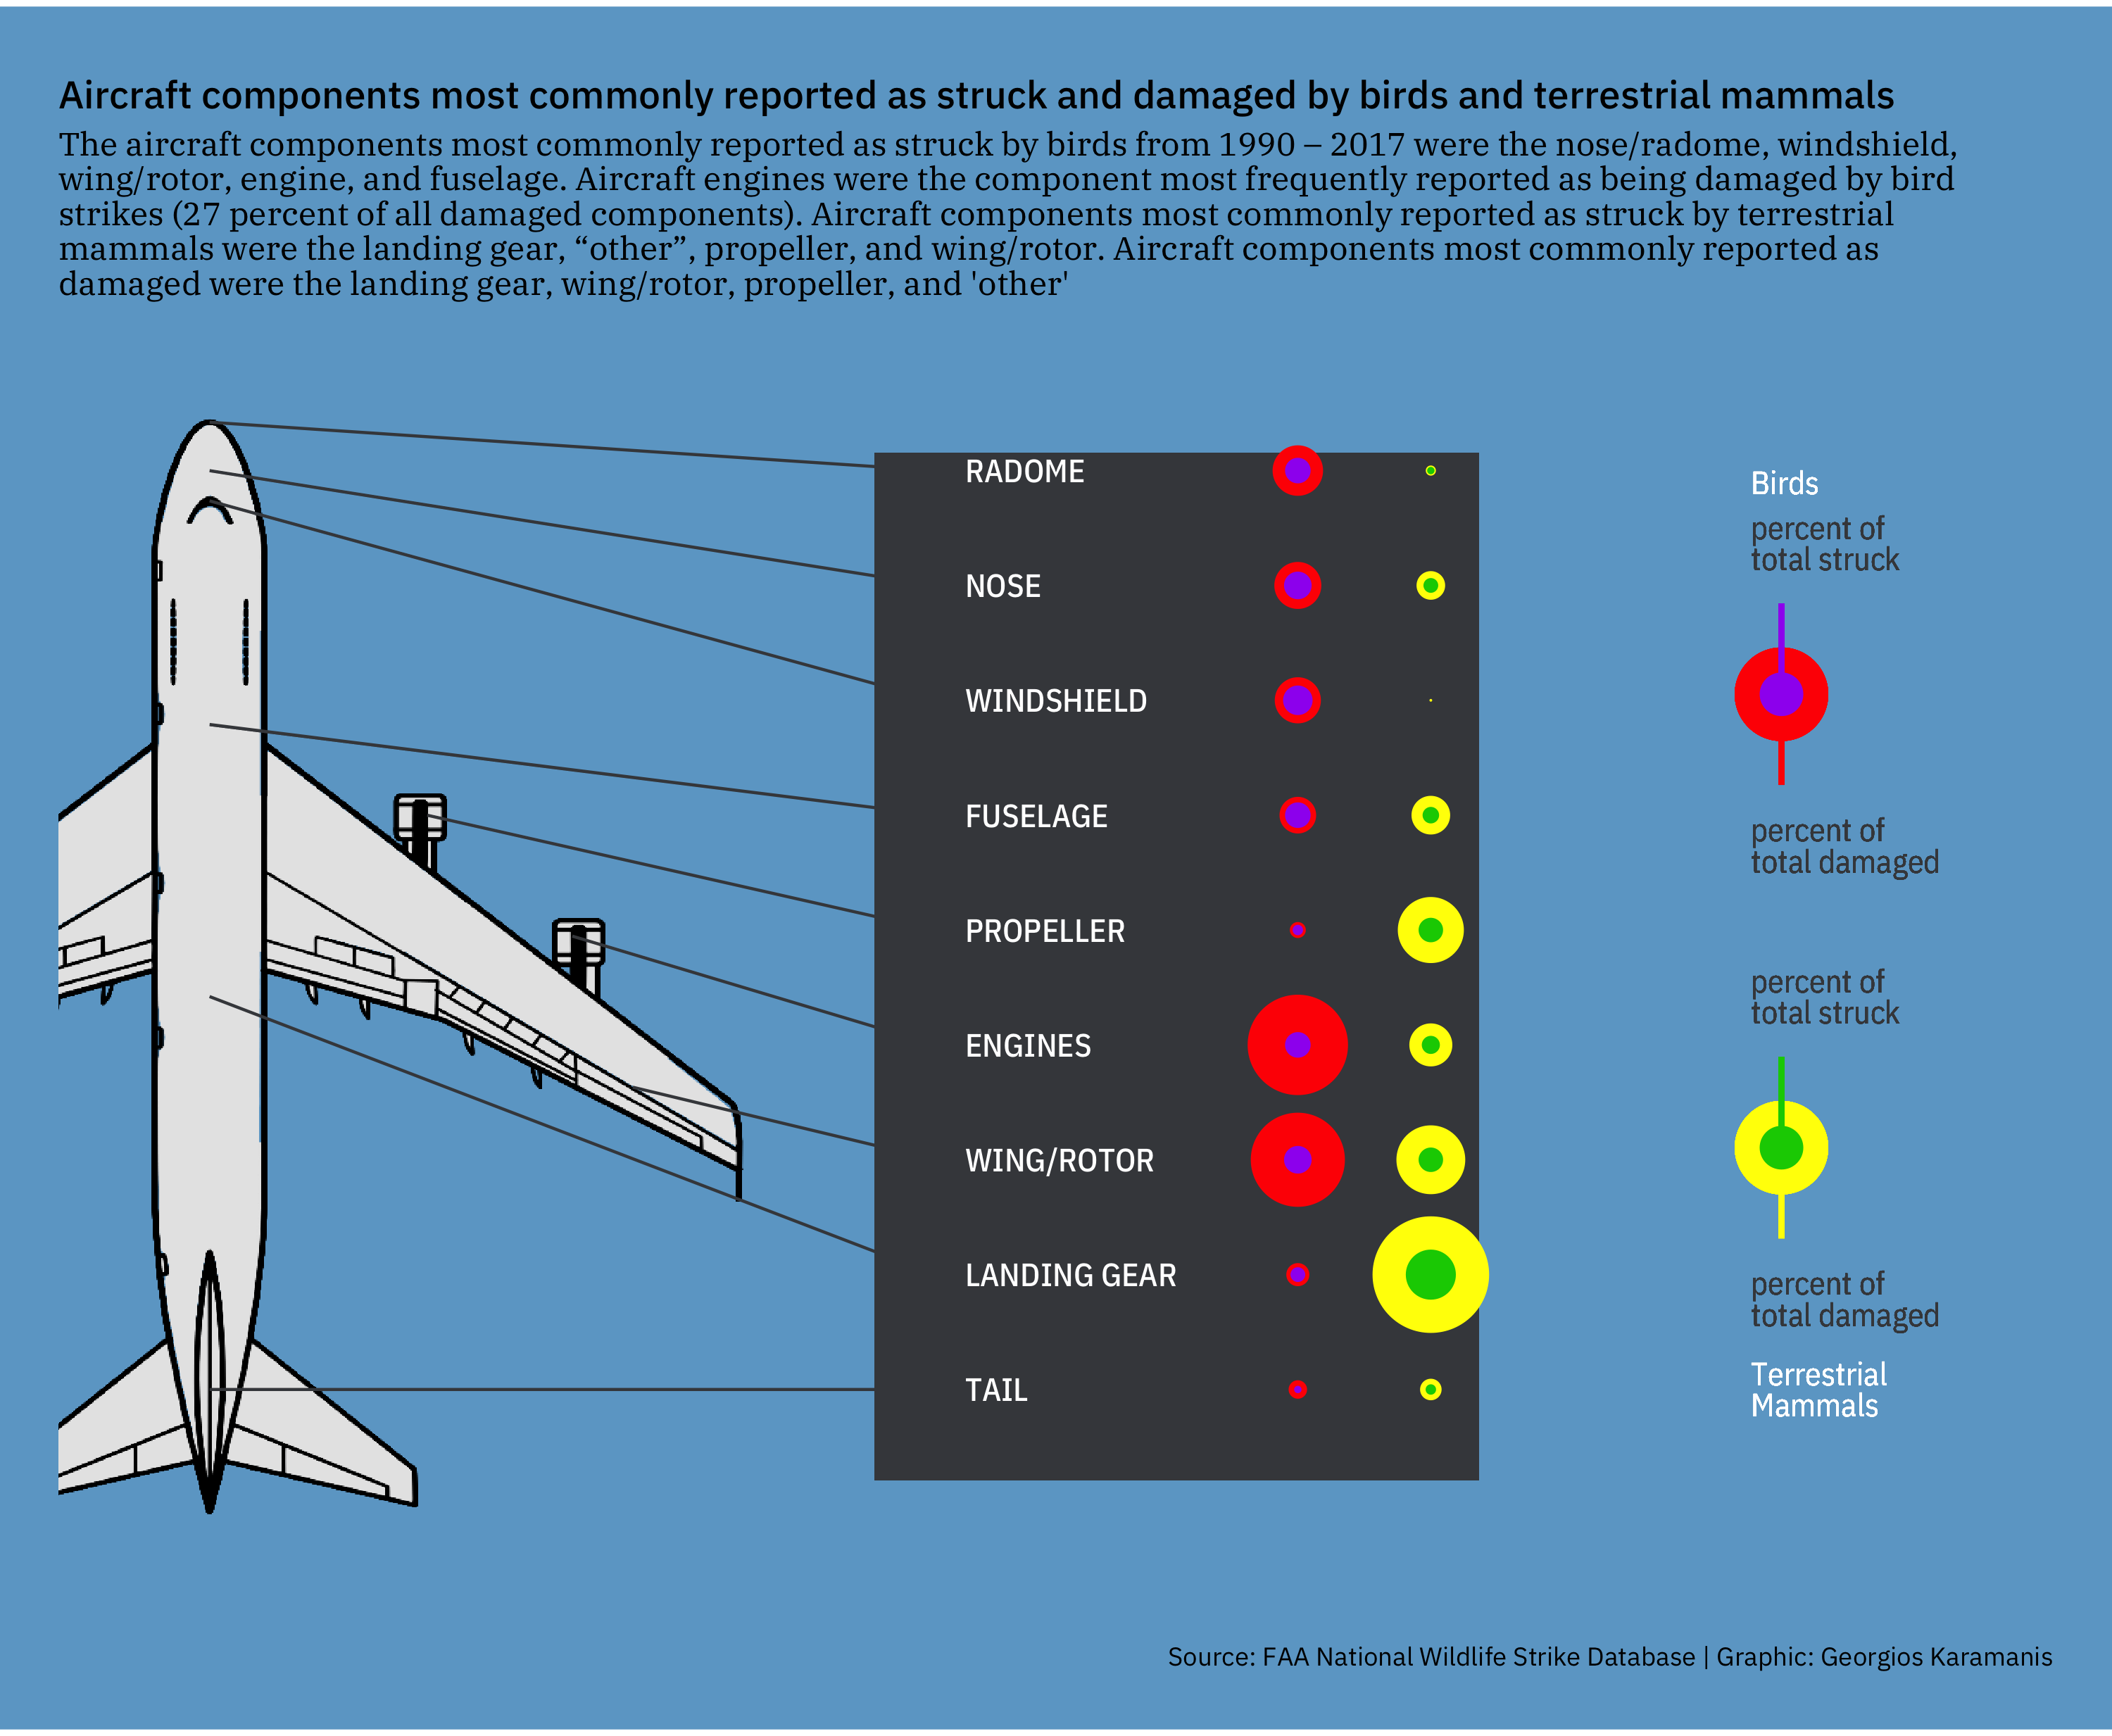 Aircraft components most commonly reported as struck and damaged by birds and terrestrial mammals
The aircraft components most commonly reported as struck by birds from 1990 – 2017 were the nose/radome, windshield,
wing/rotor, engine, and fuselage. Aircraft engines were the component most frequently reported as being damaged by bird
strikes (27 percent of all damaged components). Aircraft components most commonly reported as struck by terrestrial
mammals were the landing gear, “other”, propeller, and wing/rotor. Aircraft components most commonly reported as
damaged were the landing gear, wing/rotor, propeller, and 'other'
RADOME
NOSE
WINDSHIELD
FUSELAGE
PROPELLER
ENGINES
WING/ROTOR
LANDING GEAR
TAIL
Birds
percent of
total struck
percent of
total damaged
percent of
total struck
percent of
total damaged
Terrestrial
Mammals
Source: FAA National Wildlife Strike Database | Graphic: Georgios Karamanis